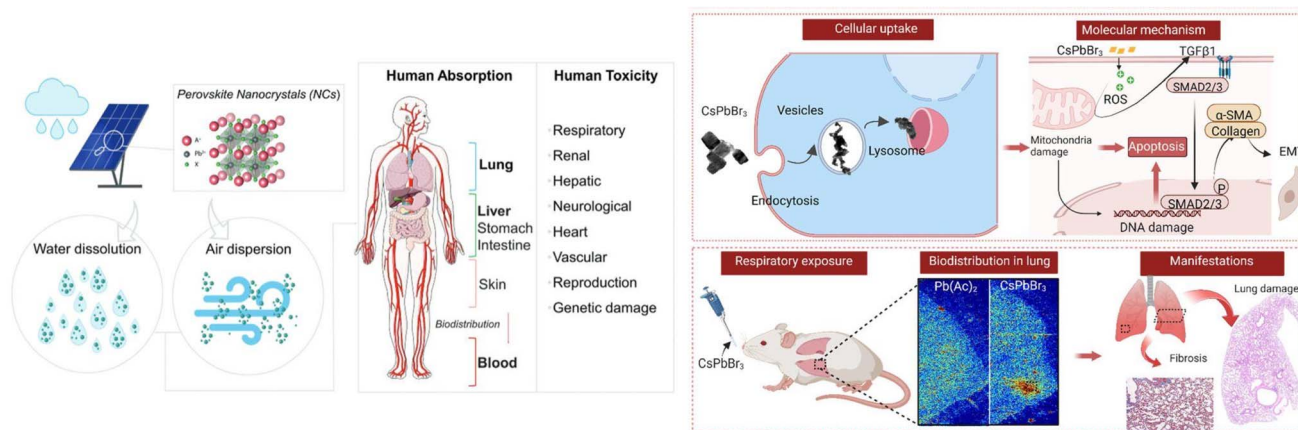 Perovskite Nanocrystals (NCs)
A⁺
Pb²⁺
X⁻
Water dissolution
Air dispersion
Human Absorption
Lung
Liver
Stomach
Intestine
Skin
Biodistribution
Blood
Human Toxicity
Respiratory
Renal
Hepatic
Neurological
Heart
Vascular
Reproduction
Genetic damage
Cellular uptake
CsPbBr₃
Vesicles
Lysosome
Endocytosis
Molecular mechanism
CsPbBr₃
TGFβ1
ROS
SMAD2/3
α-SMA
Collagen
Mitochondria
damage
Apoptosis
EMT
P
SMAD2/3
DNA damage
Respiratory exposure
CsPbBr₃
Biodistribution in lung
Pb(Ac)₂
CsPbBr₃
Manifestations
Lung damage
Fibrosis